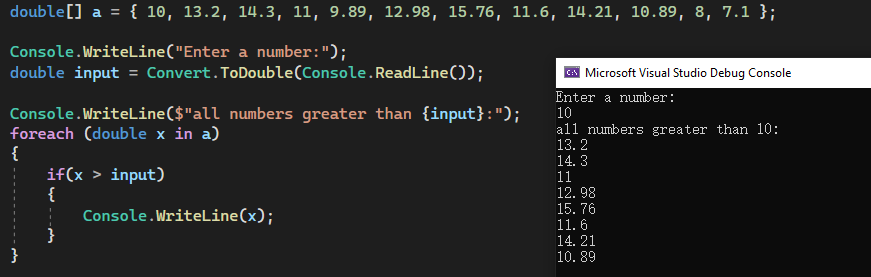 double[] a = { 10, 13.2, 14.3, 11, 9.89, 12.98, 15.76, 11.6, 14.21, 10.89, 8, 7.1 };
Console.WriteLine("Enter a number:");
double input = Convert.ToDouble(Console.ReadLine());
Console.WriteLine($"all numbers greater than {input}:");
foreach (double x in a)
{
if(x > input)
{
Console.WriteLine(x);
}
}
Microsoft Visual Studio Debug Console
Enter a number:
10
all numbers greater than 10:
13.2
14.3
11
12.98
15.76
11.6
14.21
10.89